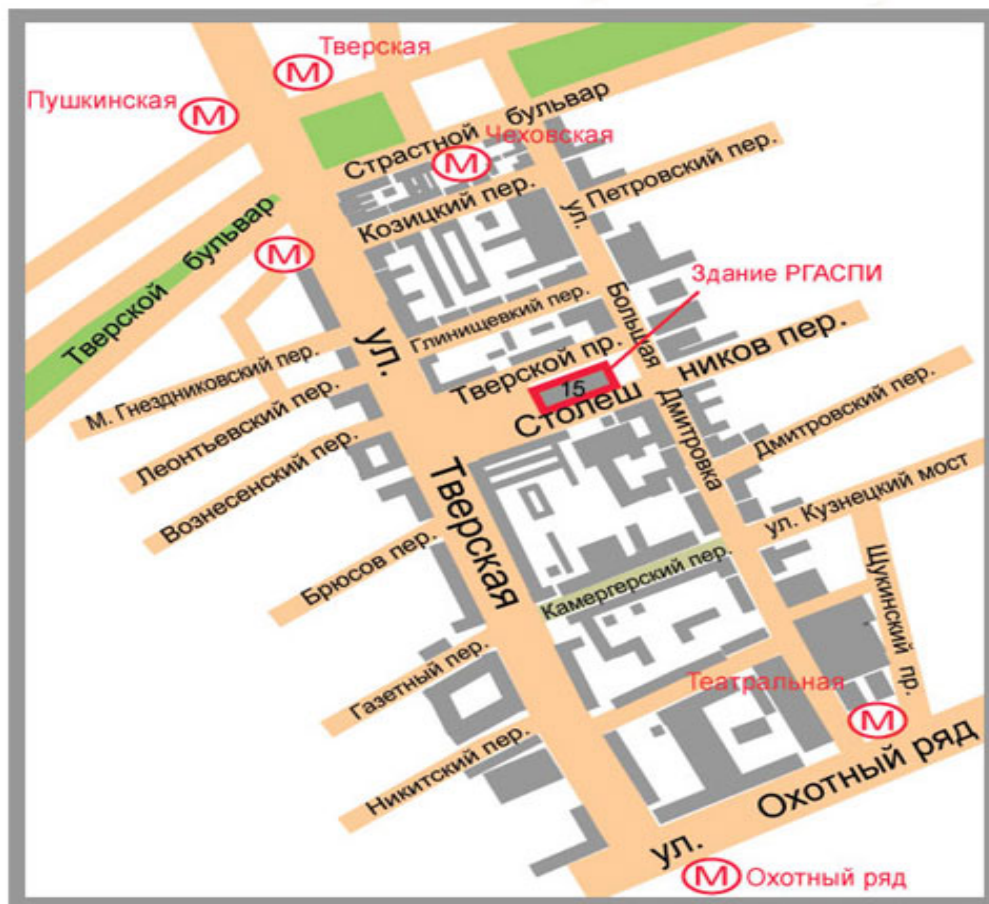 Тверская
М
Пушкинская
М
Страстной бульвар
Чеховская
М
Петровский пер.
Козицкий пер.
ул.
Тверской бульвар
М
Здание РГАСПИ
Большая
Глинищевкий пер.
ул.
Тверской пр.
15
Столеш
ников пер.
М. Гнездниковский пер.
Леонтьевский пер.
Дмитровка
Дмитровский пер.
Вознесенский пер.
Тверская
ул. Кузнецкий мост
Брюсов пер.
Камергерский пер.
Щукинский пр.
Газетный пер.
Театральная
М
Никитский пер.
Охотный ряд
ул.
М Охотный ряд